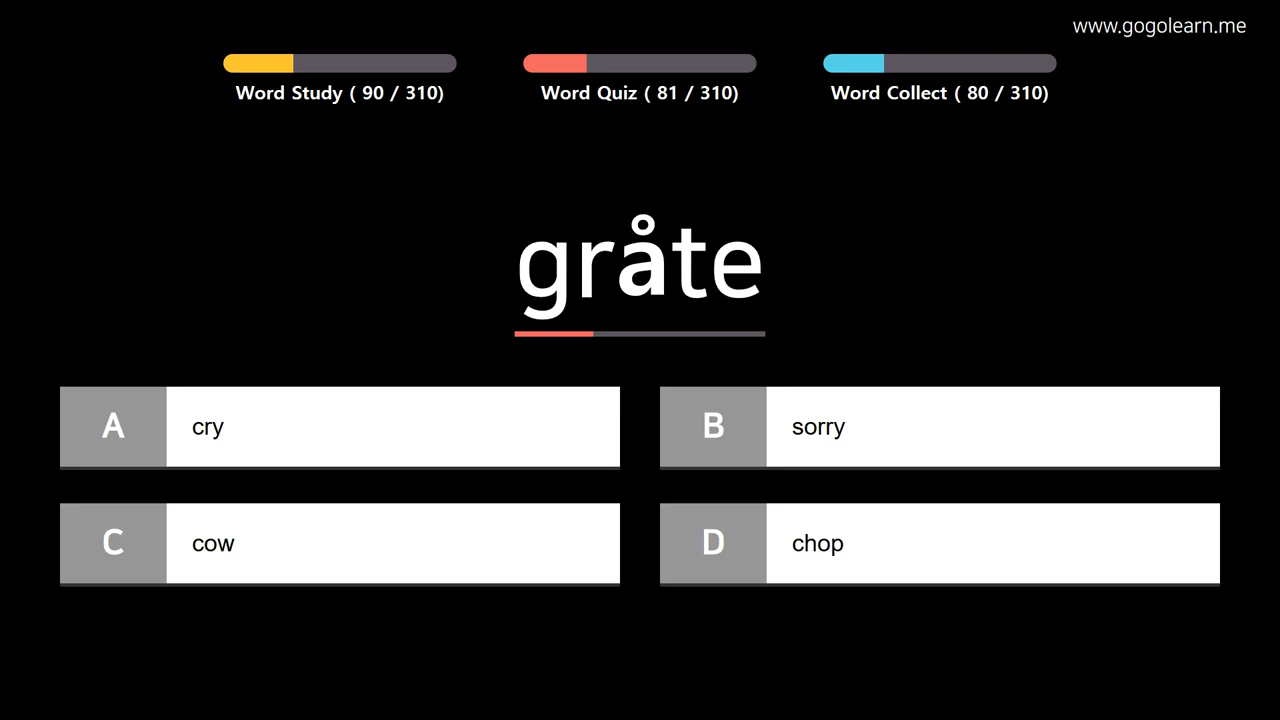 www.gogolearn.me
Word Study ( 90 / 310)
Word Quiz ( 81 / 310)
Word Collect ( 80 / 310)
gråte
A cry
B sorry
C cow
D chop